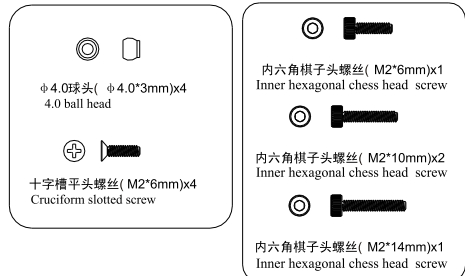 φ4.0球头( φ4.0*3mm)x4
4.0 ball head
十字槽平头螺丝( M2*6mm)x4
Cruciform slotted screw
内六角棋子头螺丝( M2*6mm)x1
Inner hexagonal chess head screw
内六角棋子头螺丝( M2*10mm)x2
Inner hexagonal chess head screw
内六角棋子头螺丝( M2*14mm)x1
Inner hexagonal chess head screw